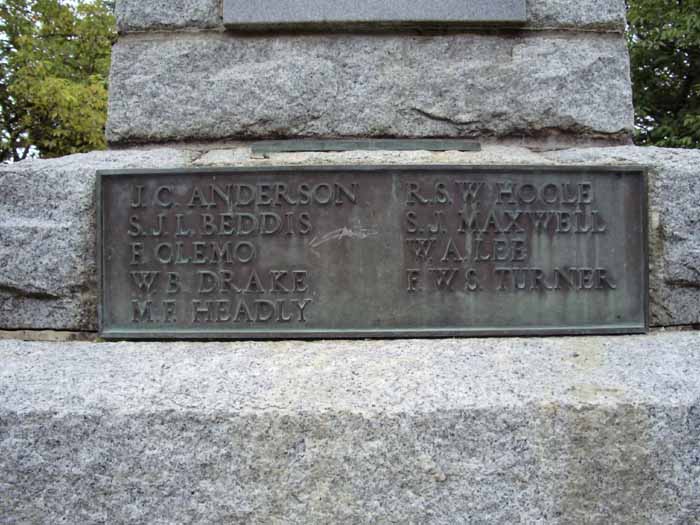 J. C. ANDERSON
S. J. L. BEDDIS
F. OLEMO
W. B. DRAKE
M. F. HEADLY
R. S. W. HOOLE
S. J. MAXWELL
W. A. LEE
F. W. S. TURNER